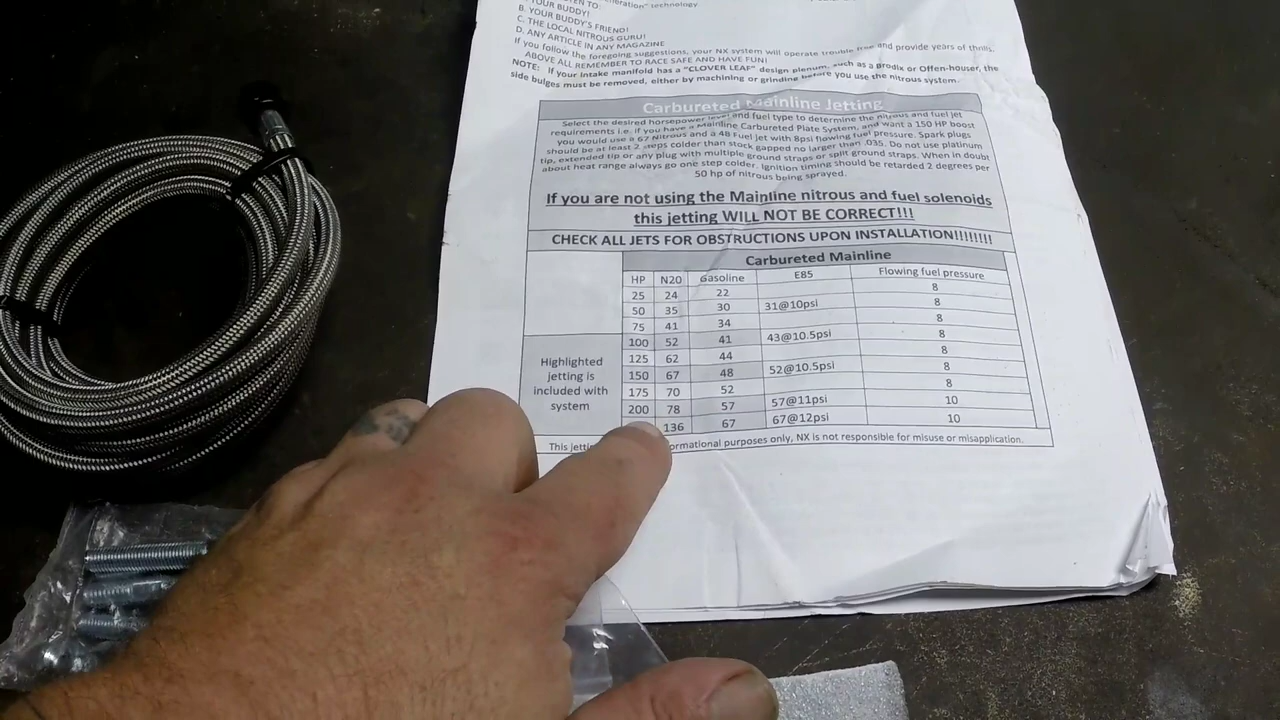 TEN TO:
eneration" technology
A. YOUR BUDDY!
B. YOUR BUDDY'S FRIEND!
C. THE LOCAL NITROUS GURU!
D. ANY ARTICLE IN ANY MAGAZINE
If you follow the foregoing suggestions, your NX system will operate trouble free and provide years of thrills.
ABOVE ALL REMEMBER TO RACE SAFE AND HAVE FUN!
NOTE: If your intake manifold has a "CLOVER LEAF" design plenum, such as a prodix or Offen-houser, the
side bulges must be removed, either by machining or grinding before you use the nitrous system.
Carbureted Mainline Jetting
Select the desired horsepower level and fuel type to determine the nitrous and fuel jet
requirements i.e. if you have a Mainline Carbureted Plate System, and want a 150 HP boost
you would use a 67 Nitrous and a 48 Fuel jet with 8psi flowing fuel pressure. Spark plugs
should be at least 2 steps colder than stock gapped no larger than .035. Do not use platinum
tip, extended tip or any plug with multiple ground straps or split ground straps. When in doubt
about heat range always go one step colder. Ignition timing should be retarded 2 degrees per
50 hp of nitrous being sprayed.
If you are not using the Mainline nitrous and fuel solenoids
this jetting WILL NOT BE CORRECT!!!
CHECK ALL JETS FOR OBSTRUCTIONS UPON INSTALLATION!!!!!!!!
Carbureted Mainline
HP N20 Gasoline E85 Flowing fuel pressure
25 24 22 8
50 35 30 31@10psi 8
75 41 34 8
100 52 41 43@10.5psi 8
125 62 44 8
150 67 48 52@10.5psi 8
175 70 52 8
200 78 57 57@11psi 10
136 67 67@12psi 10
Highlighted
jetting is
included with
system
This jetti ormational purposes only, NX is not responsible for misuse or misapplication.